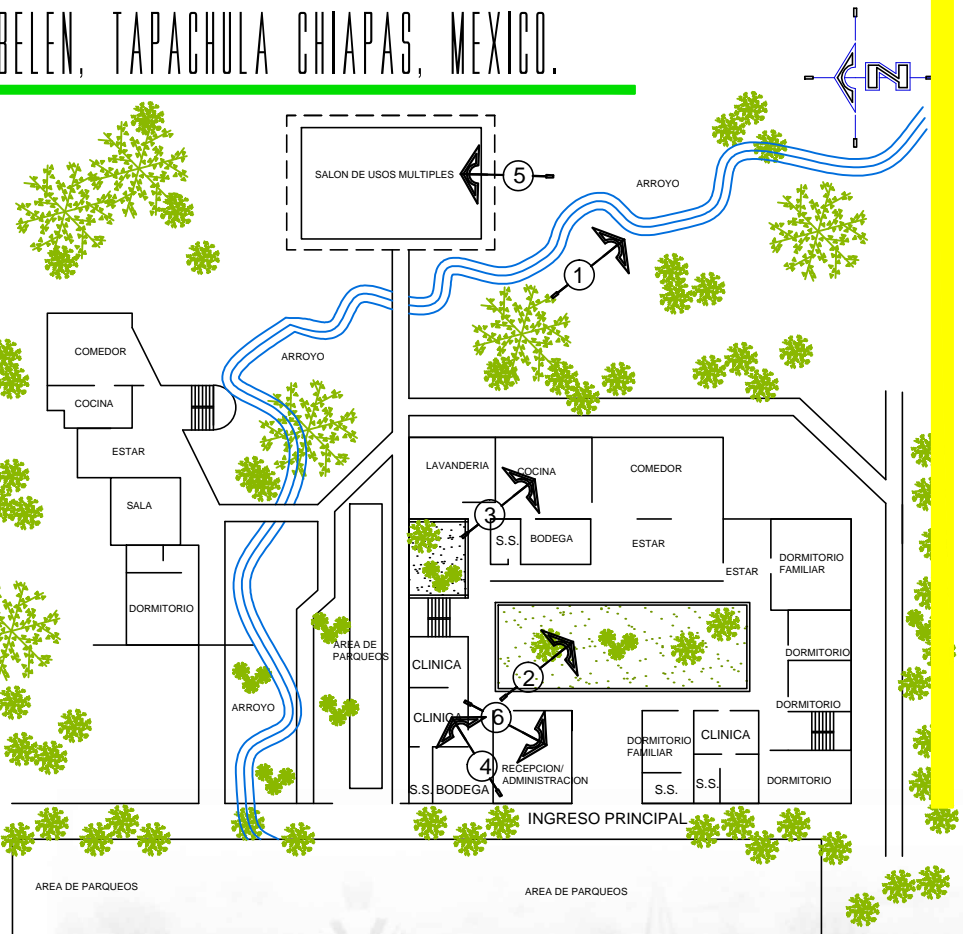 BELEN, TAPACHULA CHIAPAS, MEXICO.
N
SALON DE USOS MULTIPLES
5
ARROYO
1
COMEDOR
ARROYO
COCINA
ESTAR
LAVANDERIA
COCINA
COMEDOR
SALA
3
S.S.
BODEGA
ESTAR
ESTAR
DORMITORIO
FAMILIAR
DORMITORIO
AREA DE
PARQUEOS
CLINICA
2
DORMITORIO
ARROYO
CLINICA
6
DORMITORIO
4
RECEPCION/
ADMINISTRACION
DORMITORIO
FAMILIAR
CLINICA
S.S.
BODEGA
S.S.
S.S.
DORMITORIO
INGRESO PRINCIPAL
AREA DE PARQUEOS
AREA DE PARQUEOS